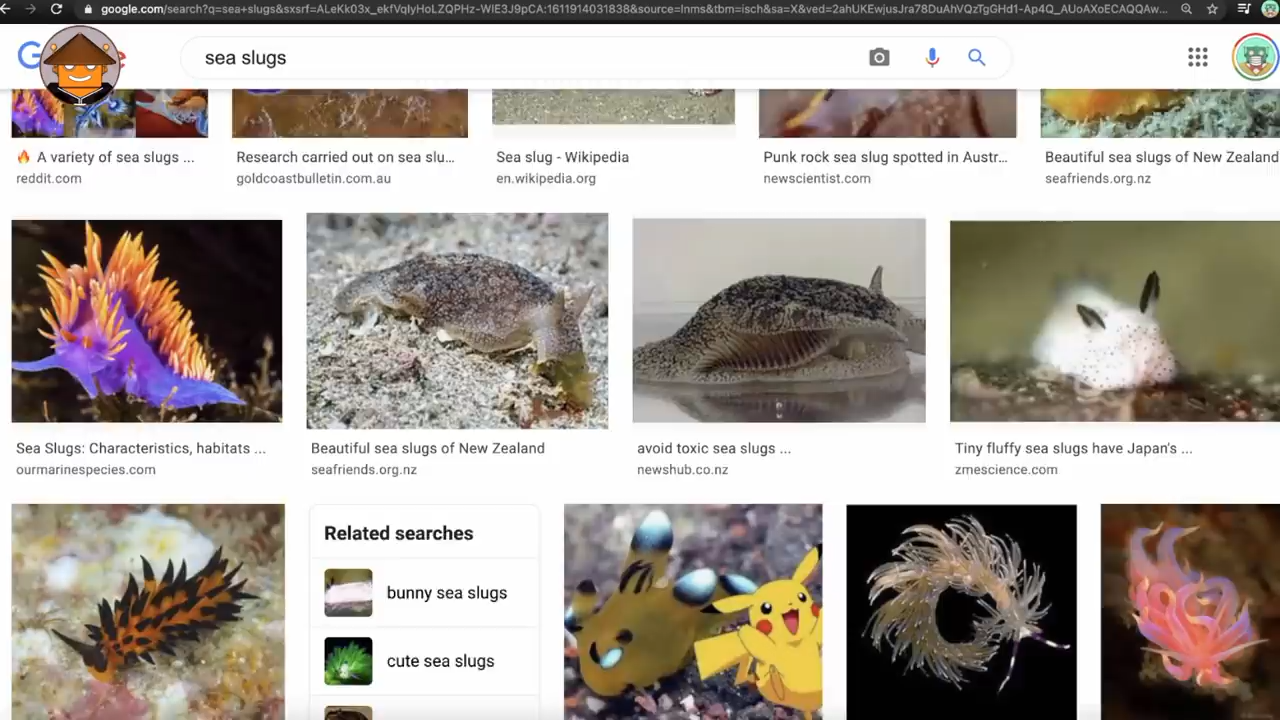 google.com/search?q=sea+slugs&sxsrf=ALeKk03x_ekfVqIyHoLZQPHz-WIE3J9pCA:1611914031838&source=lnms&tbm=isch&sa=X&ved=2ahUKEwjusJra78DuAhVQzTgGHd1-Ap4Q_AUoAXoECAQQAw...
sea slugs
🔥 A variety of sea slugs ...
reddit.com
Research carried out on sea slu...
goldcoastbulletin.com.au
Sea slug - Wikipedia
en.wikipedia.org
Punk rock sea slug spotted in Austr...
newscientist.com
Beautiful sea slugs of New Zealand
seafriends.org.nz
Sea Slugs: Characteristics, habitats ...
ourmarinespecies.com
Beautiful sea slugs of New Zealand
seafriends.org.nz
avoid toxic sea slugs ...
newshub.co.nz
Tiny fluffy sea slugs have Japan's ...
zmescience.com
Related searches
bunny sea slugs
cute sea slugs